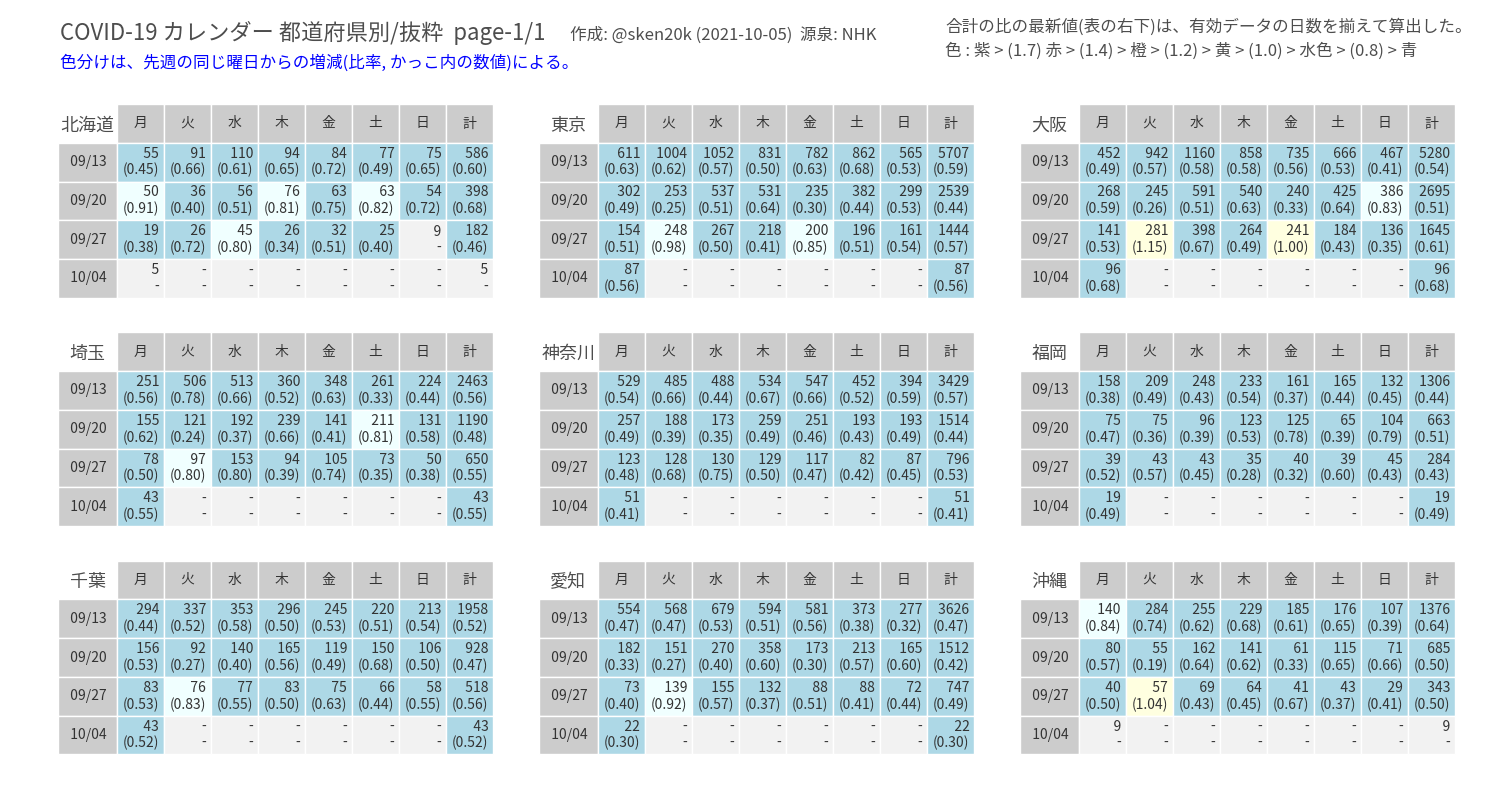 COVID-19 カレンダー 都道府県別/抜粋 page-1/1 作成: @sken20k (2021-10-05) 源泉: NHK
合計の比の最新値(表の右下)は、有効データの日数を揃えて算出した。
色分けは、先週の同じ曜日からの増減(比率, かっこ内の数値)による。
色 : 紫 > (1.7) 赤 > (1.4) 橙 > (1.2) 黄 > (1.0) > 水色 > (0.8) > 青
北海道 月 火 水 木 金 土 日 計
09/13 55 91 110 94 84 77 75 586
(0.45) (0.66) (0.61) (0.65) (0.72) (0.49) (0.65) (0.60)
09/20 50 36 56 76 63 63 54 398
(0.91) (0.40) (0.51) (0.81) (0.75) (0.82) (0.72) (0.68)
09/27 19 26 45 26 32 25 9 182
(0.38) (0.72) (0.80) (0.34) (0.51) (0.40) - (0.46)
10/04 5 - - - - - - 5
- - - - - - - -
東京 月 火 水 木 金 土 日 計
09/13 611 1004 1052 831 782 862 565 5707
(0.63) (0.62) (0.57) (0.50) (0.63) (0.68) (0.53) (0.59)
09/20 302 253 537 531 235 382 299 2539
(0.49) (0.25) (0.51) (0.64) (0.30) (0.44) (0.53) (0.44)
09/27 154 248 267 218 200 196 161 1444
(0.51) (0.98) (0.50) (0.41) (0.85) (0.51) (0.54) (0.57)
10/04 87 - - - - - - 87
(0.56) - - - - - - (0.56)
大阪 月 火 水 木 金 土 日 計
09/13 452 942 1160 858 735 666 467 5280
(0.49) (0.57) (0.58) (0.58) (0.56) (0.53) (0.41) (0.54)
09/20 268 245 591 540 240 425 386 2695
(0.59) (0.26) (0.51) (0.63) (0.33) (0.64) (0.83) (0.51)
09/27 141 281 398 264 241 184 136 1645
(0.53) (1.15) (0.67) (0.49) (1.00) (0.43) (0.35) (0.61)
10/04 96 - - - - - - 96
(0.68) - - - - - - (0.68)
埼玉 月 火 水 木 金 土 日 計
09/13 251 506 513 360 348 261 224 2463
(0.56) (0.78) (0.66) (0.52) (0.63) (0.33) (0.44) (0.56)
09/20 155 121 192 239 141 211 131 1190
(0.62) (0.24) (0.37) (0.66) (0.41) (0.81) (0.58) (0.48)
09/27 78 97 153 94 105 73 50 650
(0.50) (0.80) (0.80) (0.39) (0.74) (0.35) (0.38) (0.55)
10/04 43 - - - - - - 43
(0.55) - - - - - - (0.55)
神奈川 月 火 水 木 金 土 日 計
09/13 529 485 488 534 547 452 394 3429
(0.54) (0.66) (0.44) (0.67) (0.66) (0.52) (0.59) (0.57)
09/20 257 188 173 259 251 193 193 1514
(0.49) (0.39) (0.35) (0.49) (0.46) (0.43) (0.49) (0.44)
09/27 123 128 130 129 117 82 87 796
(0.48) (0.68) (0.75) (0.50) (0.47) (0.42) (0.45) (0.53)
10/04 51 - - - - - - 51
(0.41) - - - - - - (0.41)
福岡 月 火 水 木 金 土 日 計
09/13 158 209 248 233 161 165 132 1306
(0.38) (0.49) (0.43) (0.54) (0.37) (0.44) (0.45) (0.44)
09/20 75 75 96 123 125 65 104 663
(0.47) (0.36) (0.39) (0.53) (0.78) (0.39) (0.79) (0.51)
09/27 39 43 43 35 40 39 45 284
(0.52) (0.57) (0.45) (0.28) (0.32) (0.60) (0.43) (0.43)
10/04 19 - - - - - - 19
(0.49) - - - - - - (0.49)
千葉 月 火 水 木 金 土 日 計
09/13 294 337 353 296 245 220 213 1958
(0.44) (0.52) (0.58) (0.50) (0.53) (0.51) (0.54) (0.52)
09/20 156 92 140 165 119 150 106 928
(0.53) (0.27) (0.40) (0.56) (0.49) (0.68) (0.50) (0.47)
09/27 83 76 77 83 75 66 58 518
(0.53) (0.83) (0.55) (0.50) (0.63) (0.44) (0.55) (0.56)
10/04 43 - - - - - - 43
(0.52) - - - - - - (0.52)
愛知 月 火 水 木 金 土 日 計
09/13 554 568 679 594 581 373 277 3626
(0.47) (0.47) (0.53) (0.51) (0.56) (0.38) (0.32) (0.47)
09/20 182 151 270 358 173 213 165 1512
(0.33) (0.27) (0.40) (0.60) (0.30) (0.57) (0.60) (0.42)
09/27 73 139 155 132 88 88 72 747
(0.40) (0.92) (0.57) (0.37) (0.51) (0.41) (0.44) (0.49)
10/04 22 - - - - - - 22
(0.30) - - - - - - (0.30)
沖縄 月 火 水 木 金 土 日 計
09/13 140 284 255 229 185 176 107 1376
(0.84) (0.74) (0.62) (0.68) (0.61) (0.65) (0.39) (0.64)
09/20 80 55 162 141 61 115 71 685
(0.57) (0.19) (0.64) (0.62) (0.33) (0.65) (0.66) (0.50)
09/27 40 57 69 64 41 43 29 343
(0.50) (1.04) (0.43) (0.45) (0.67) (0.37) (0.41) (0.50)
10/04 9 - - - - - - 9
- - - - - - - -